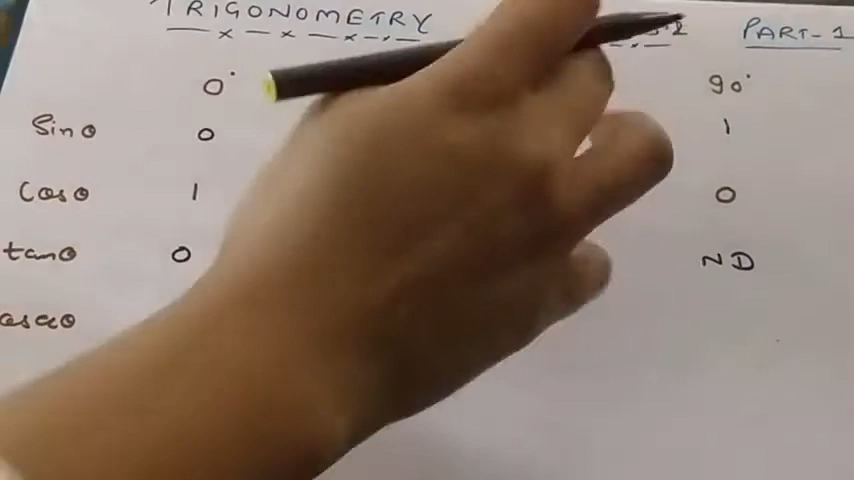 TRIGONOMETRY PART-1
0° 90°
Sinθ 0 1
Cosθ 1 0
tanθ 0 ND